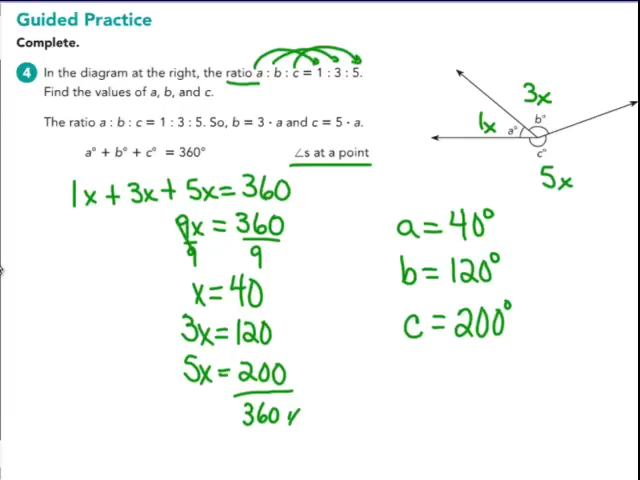 Guided Practice
Complete.
4 In the diagram at the right, the ratio a : b : c = 1 : 3 : 5.
Find the values of a, b, and c.
The ratio a : b : c = 1 : 3 : 5. So, b = 3 · a and c = 5 · a.
a° + b° + c° = 360° ∠s at a point
1x + 3x + 5x = 360
9x = 360
9 9
x = 40
3x = 120
5x = 200
360
a = 40°
b = 120°
c = 200°
3x
1x a° b°
c°
5x